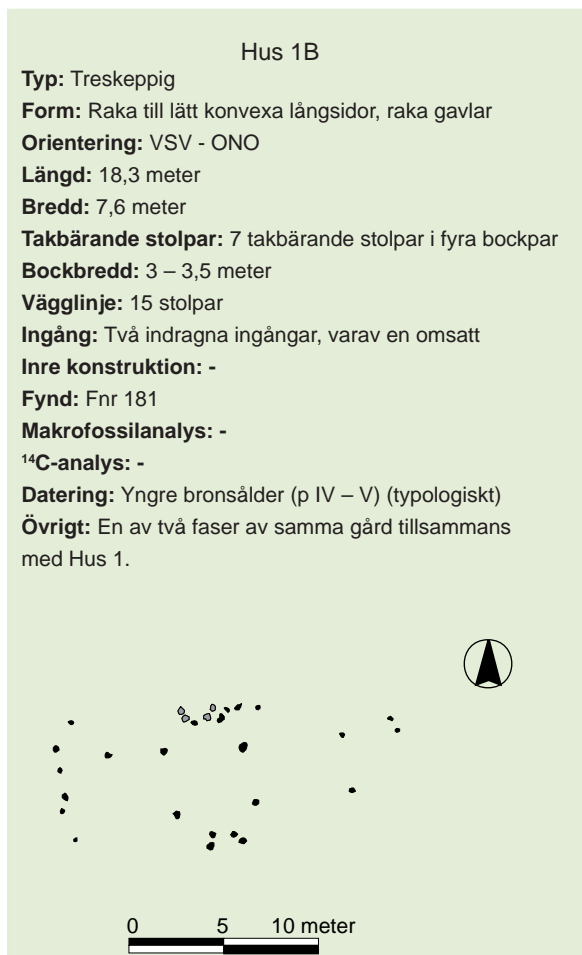 Hus 1B
Typ: Treskeppig
Form: Raka till lätt konvexa långsidor, raka gavlar
Orientering: VSV - ONO
Längd: 18,3 meter
Bredd: 7,6 meter
Takbärande stolpar: 7 takbärande stolpar i fyra bockpar
Bockbredd: 3 – 3,5 meter
Vägglinje: 15 stolpar
Ingång: Två indragna ingångar, varav en omsatt
Inre konstruktion: -
Fynd: Fnr 181
Makrofossilanalys: -
¹⁴C-analys: -
Datering: Yngre bronsålder (p IV – V) (typologiskt)
Övrigt: En av två faser av samma gård tillsammans
med Hus 1.
0 5 10 meter